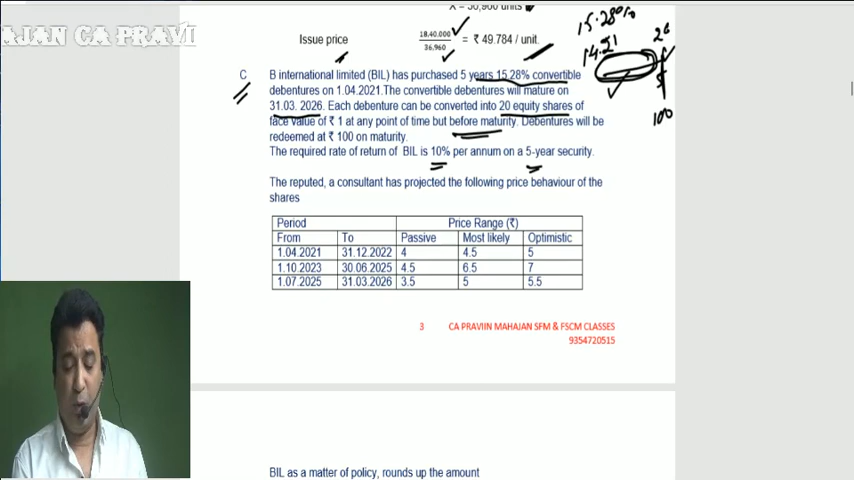 X = 36,960 units
15.28%
JAAN CA PRAVI
Issue price
18,40,000
36,960
= ₹ 49.784 / unit.
100
C
B international limited (BIL) has purchased 5 years 15.28% convertible
debentures on 1.04.2021.The convertible debentures will mature on
31.03. 2026. Each debenture can be converted into 20 equity shares of
face value of ₹ 1 at any point of time but before maturity. Debentures will be
redeemed at ₹ 100 on maturity.
The required rate of return of BIL is 10% per annum on a 5-year security.
The reputed, a consultant has projected the following price behaviour of the
shares
Period Price Range (₹)
From To Passive Most likely Optimistic
1.04.2021 31.12.2022 4 4.5 5
1.10.2023 30.06.2025 4.5 6.5 7
1.07.2025 31.03.2026 3.5 5 5.5
3 CA PRAVIIN MAHAJAN SFM & FSCM CLASSES
9354720515
BIL as a matter of policy, rounds up the amount